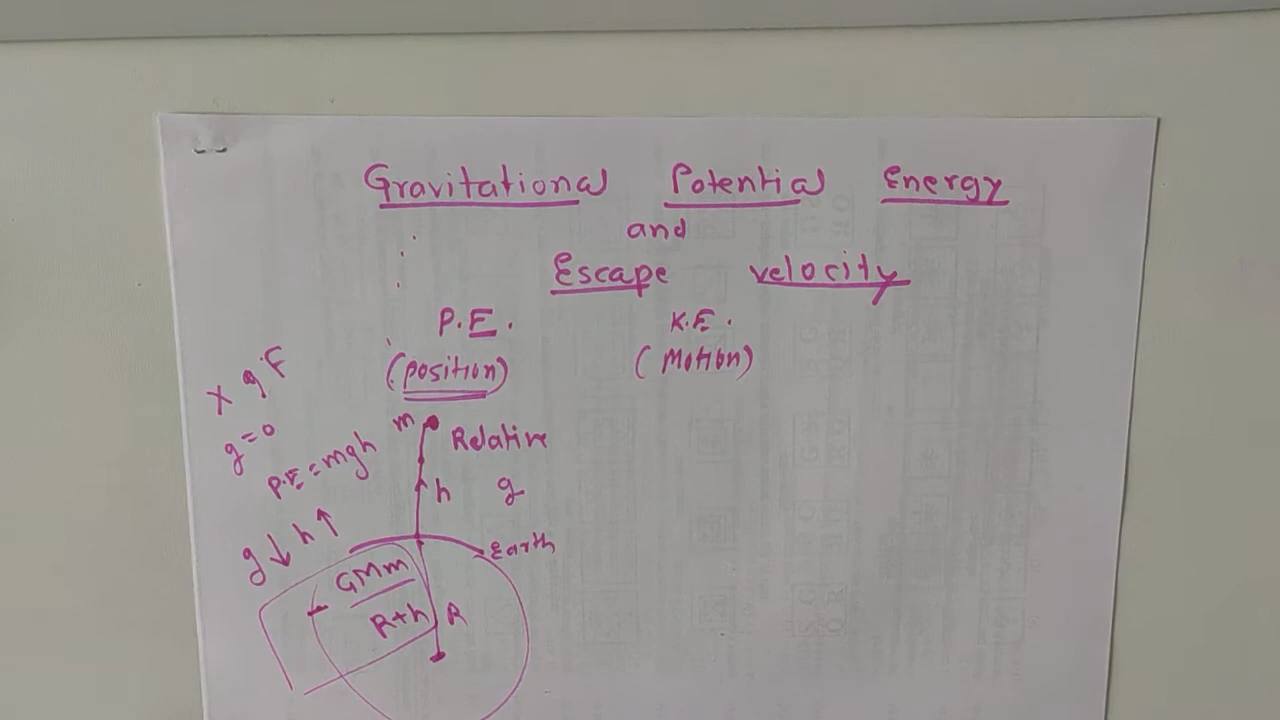 Gravitational Potential Energy
and
Escape velocity
P.E. K.E.
(position) (Motion)
x g.F
g=0
P.E=mgh
g↓ h↑
m
Relative
h g
Earth
- GMm
R+h
R